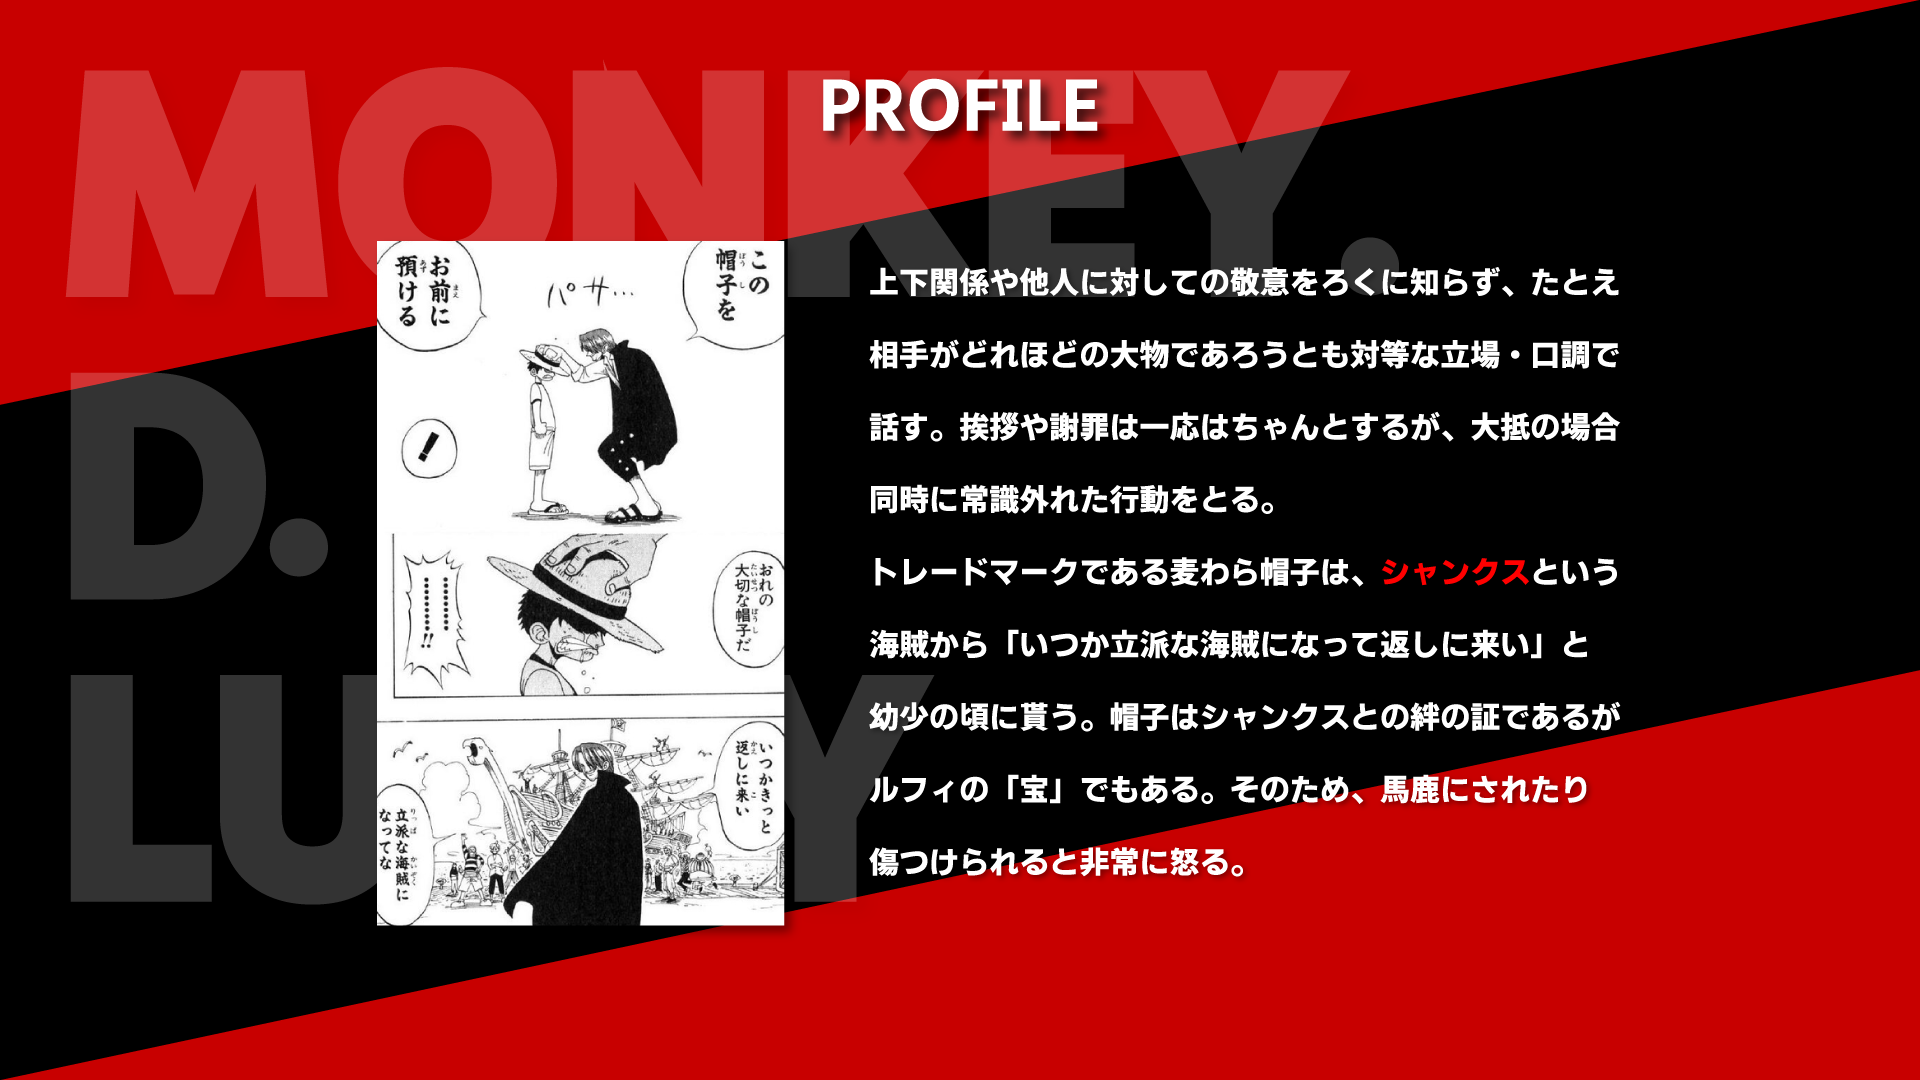 MONKEY.
D.
LUFFY
PROFILE
この
帽子を
お前に
預ける
パサ…
!
おれの
大切な帽子だ
………………!!
いつかきっと
返しに来い
立派な海賊に
なってな
上下関係や他人に対しての敬意をろくに知らず、たとえ
相手がどれほどの大物であろうとも対等な立場・口調で
話す。挨拶や謝罪は一応はちゃんとするが、大抵の場合
同時に常識外れた行動をとる。
トレードマークである麦わら帽子は、シャンクスという
海賊から「いつか立派な海賊になって返しに来い」と
幼少の頃に貰う。帽子はシャンクスとの絆の証であるが
ルフィの「宝」でもある。そのため、馬鹿にされたり
傷つけられると非常に怒る。